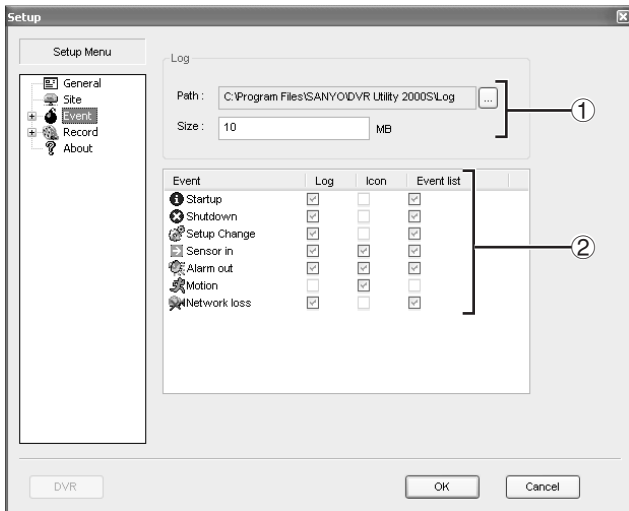 Setup
Setup Menu
General
Site
Event
Record
About
Log
Path : C:\Program Files\SANYO\DVR Utility 2000S\Log ...
Size : 10 MB
①
Event Log Icon Event list
Startup
Shutdown
Setup Change
Sensor in
Alarm out
Motion
Network loss
②
DVR OK Cancel